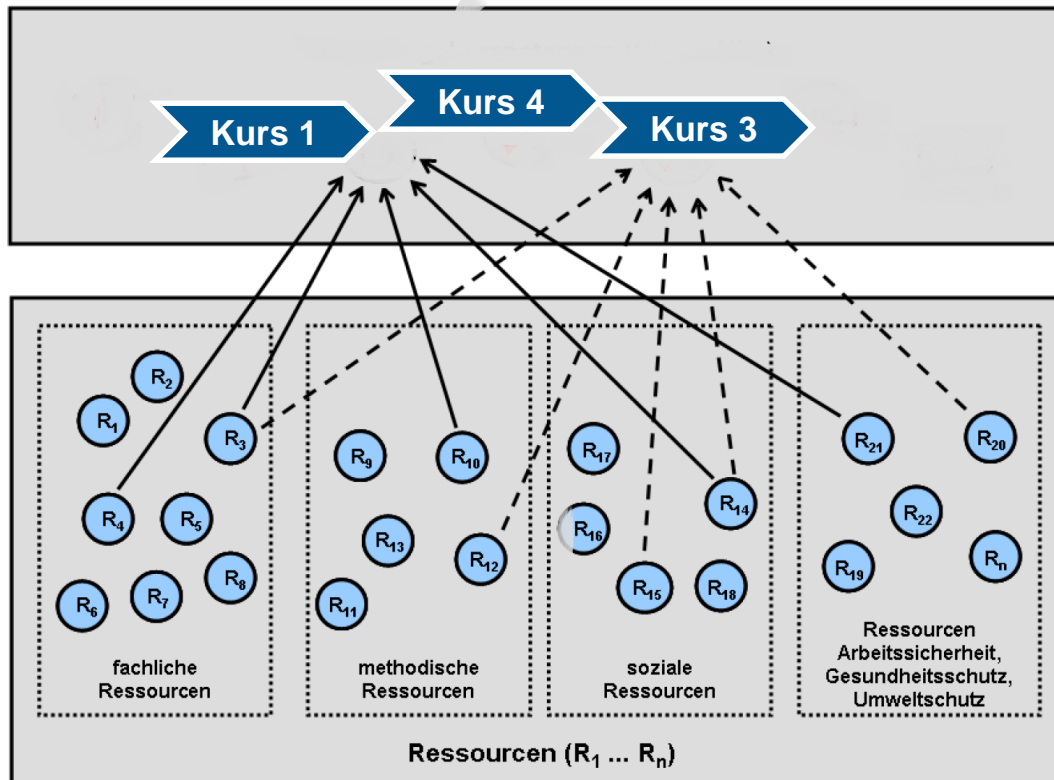 Kurs 1
Kurs 4
Kurs 3
R₂
R₁
R₃
R₄
R₅
R₆
R₇
R₈
fachliche
Ressourcen
R₉
R₁₀
R₁₃
R₁₂
R₁₁
methodische
Ressourcen
R₁₇
R₁₄
R₁₆
R₁₅
R₁₈
soziale
Ressourcen
R₂₁
R₂₀
R₂₂
R₁₉
Rₙ
Ressourcen
Arbeitssicherheit,
Gesundheitsschutz,
Umweltschutz
Ressourcen (R₁ ... Rₙ)